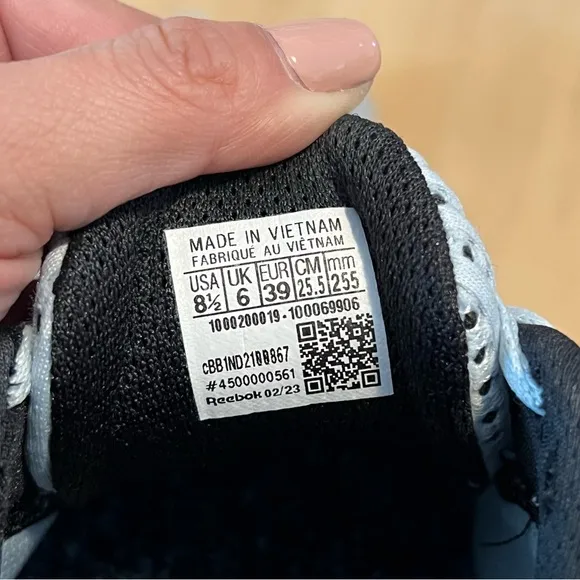 MADE IN VIETNAM
FABRIQUÉ AU VIÊTNAM
USA UK EUR CM mm
8½ 6 39 25.5 255
1000200019-100069906
#4500000561
Reebok 02/23